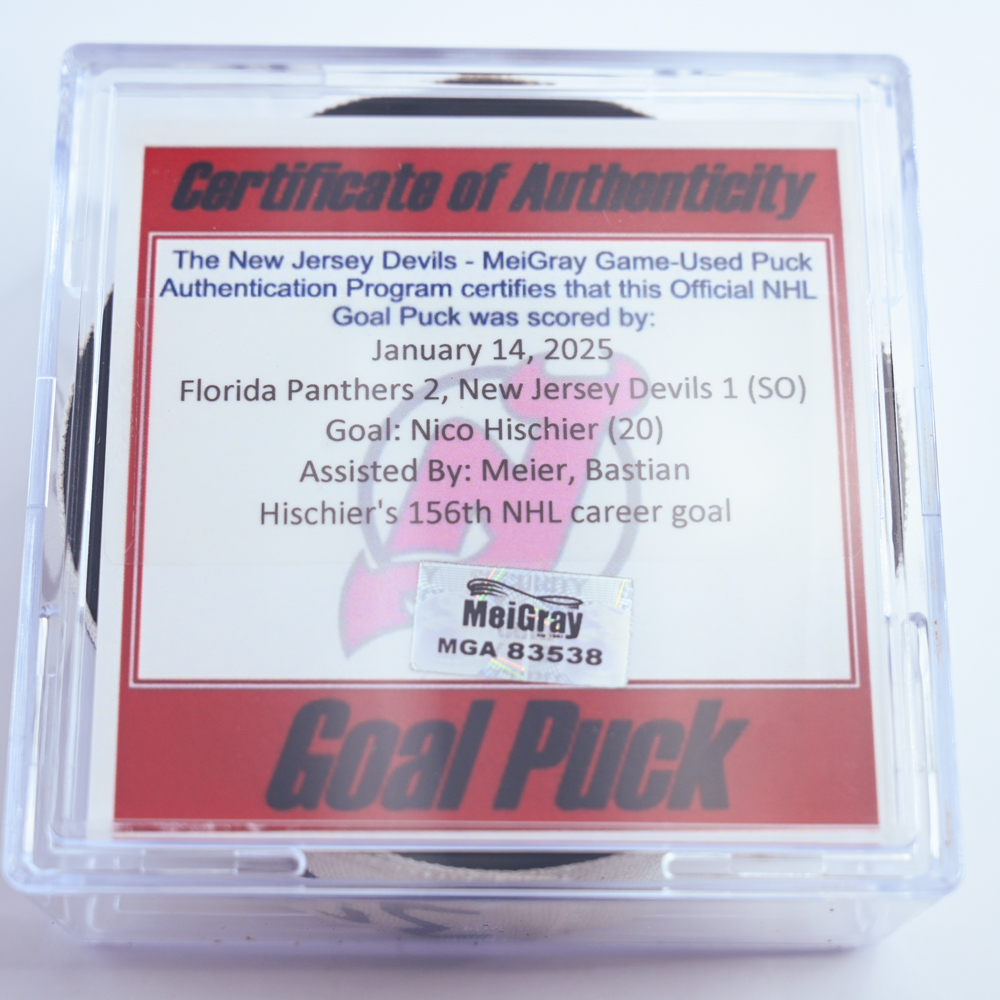 Certificate of Authenticity
The New Jersey Devils - MeiGray Game-Used Puck
Authentication Program certifies that this Official NHL
Goal Puck was scored by:
January 14, 2025
Florida Panthers 2, New Jersey Devils 1 (SO)
Goal: Nico Hischier (20)
Assisted By: Meier, Bastian
Hischier's 156th NHL career goal
MeiGray
MGA 83538
Goal Puck